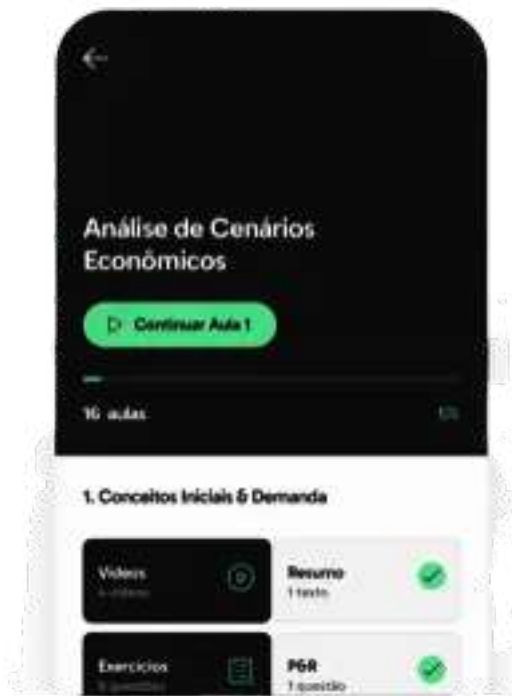 Análise de Cenários
Econômicos
Continuar Aula 1
16 aulas
1. Conceitos Iniciais & Demanda
Vídeos
Resumo
1 texto
Exercícios
P&R
1 questão